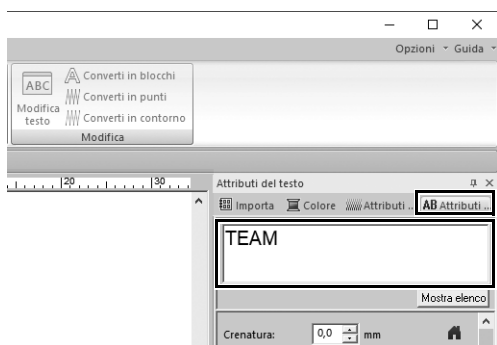 Opzioni Guida
ABC
Modifica testo
Converti in blocchi
Converti in punti
Converti in contorno
Modifica
20 30
Attributi del testo
Importa Colore Attributi .. AB Attributi ...
TEAM
Mostra elenco
Crenatura: 0,0 mm